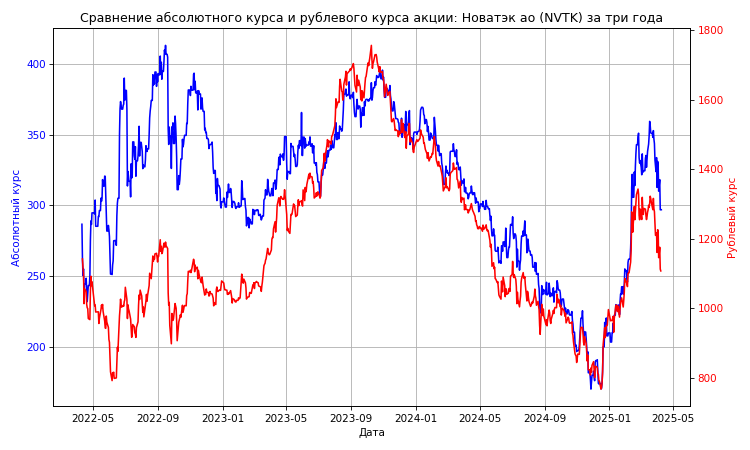 Сравнение абсолютного курса и рублевого курса акции: Новатэк ао (NVTK) за три года
Абсолютный курс
400
350
300
250
200
1800
1600
1400
1200
1000
800
Рублевый курс
2022-05 2022-09 2023-01 2023-05 2023-09 2024-01 2024-05 2024-09 2025-01 2025-05
Дата